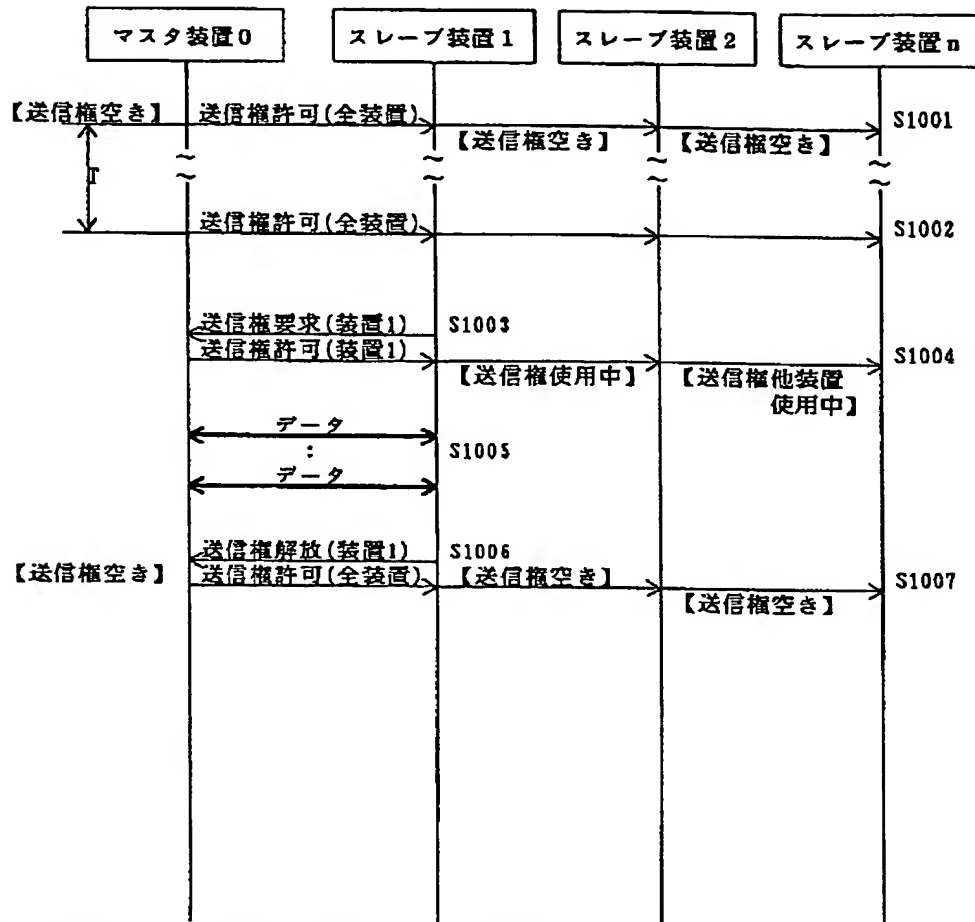 マスタ装置0
スレーブ装置1
スレーブ装置2
スレーブ装置n
【送信権空き】
送信権許可(全装置)
【送信権空き】
【送信権空き】
S1001
T
送信権許可(全装置)
S1002
送信権要求(装置1)
S1003
送信権許可(装置1)
【送信権使用中】
【送信権他装置
使用中】
S1004
データ
:
データ
S1005
送信権解放(装置1)
S1006
【送信権空き】
送信権許可(全装置)
【送信権空き】
【送信権空き】
S1007